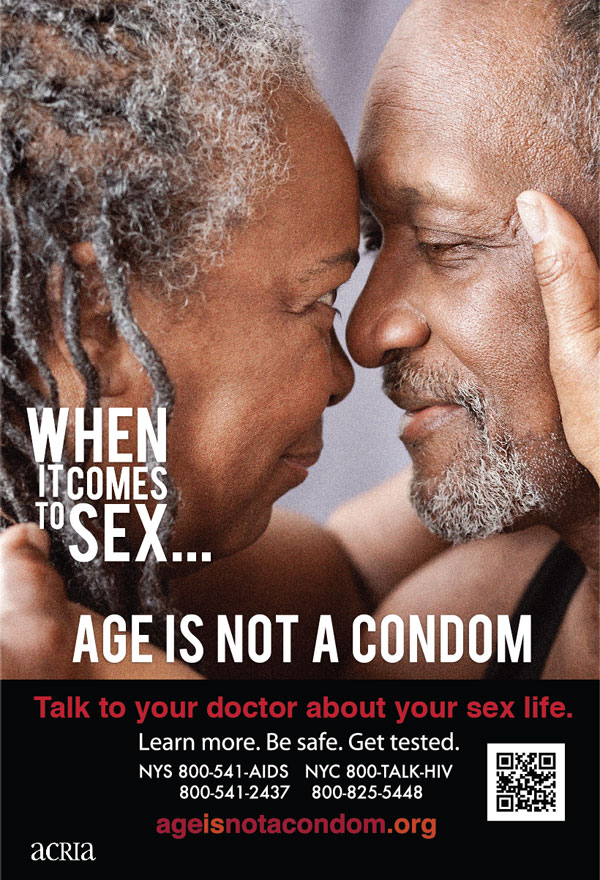 WHEN
IT COMES
TO SEX...
AGE IS NOT A CONDOM
Talk to your doctor about your sex life.
Learn more. Be safe. Get tested.
NYS 800-541-AIDS NYC 800-TALK-HIV
800-541-2437 800-825-5448
ageisnotacondom.org
ACRIA